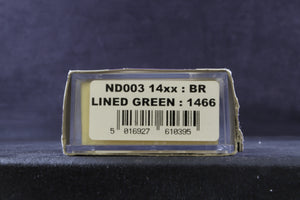 ND003 14xx : BR
LINED GREEN : 1466
5 016927 610395